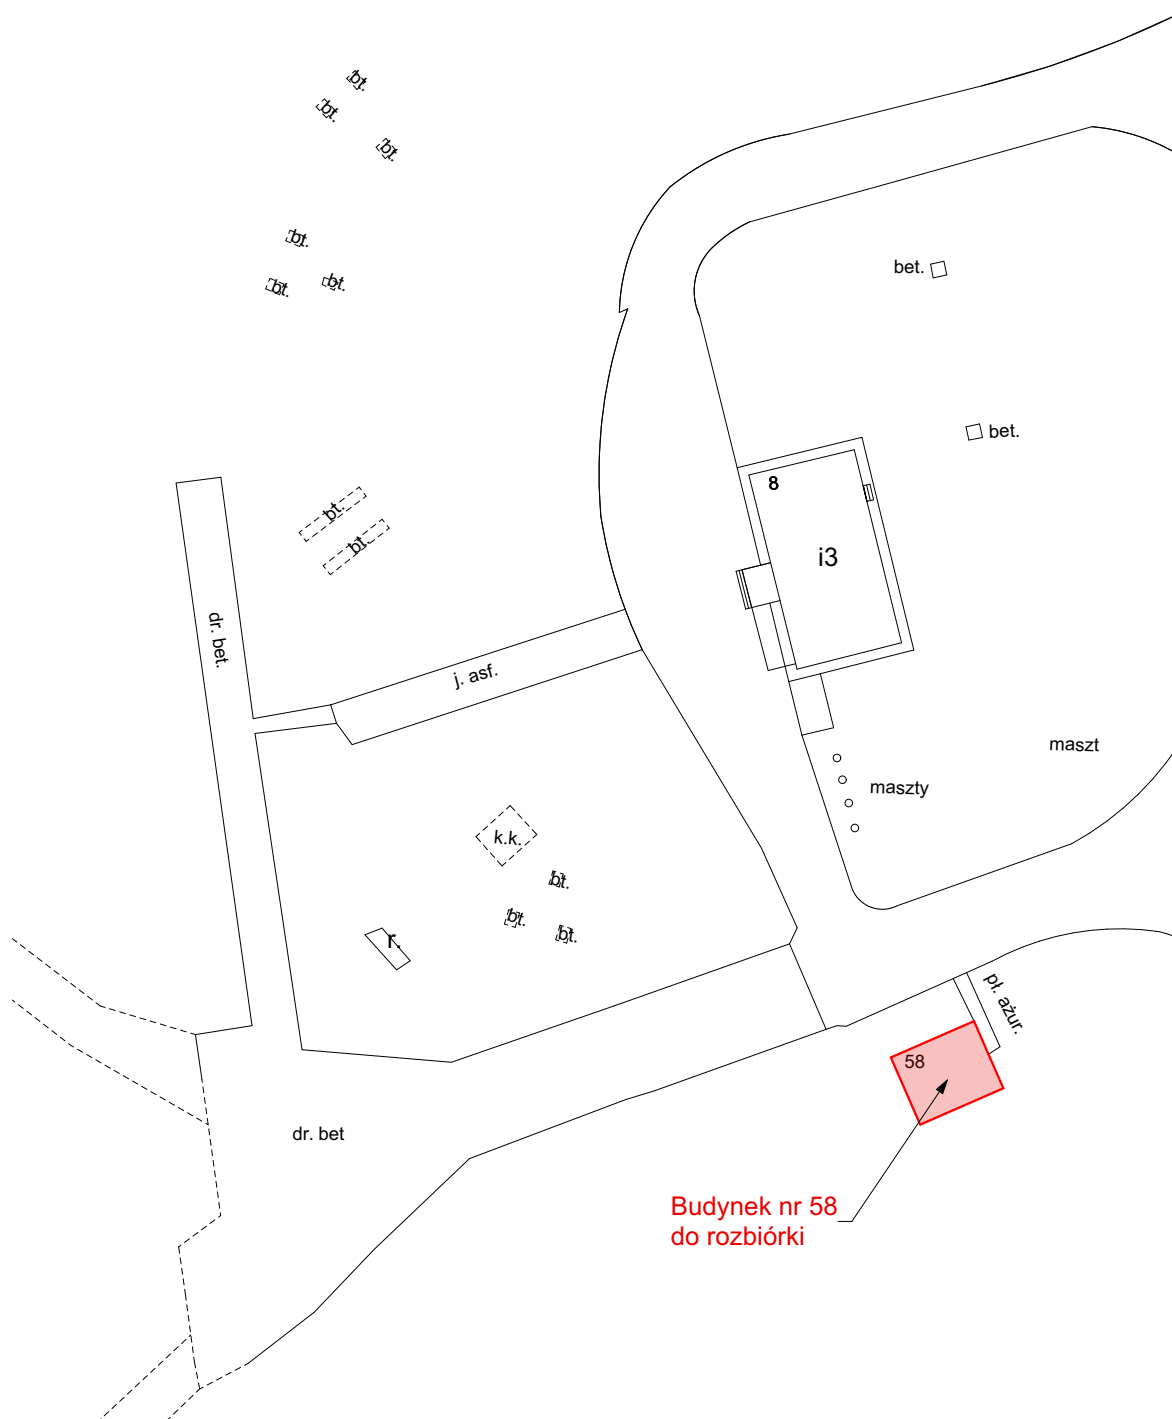 bt.
bt.
bt.
bt.
bt.
bt.
bet.
bet.
8
bt.
bt.
i3
dr. bet.
j. asf.
maszt
maszty
k.k.
bt.
bt.
bt.
r.
pł. ażur.
58
dr. bet
Budynek nr 58
do rozbiórki